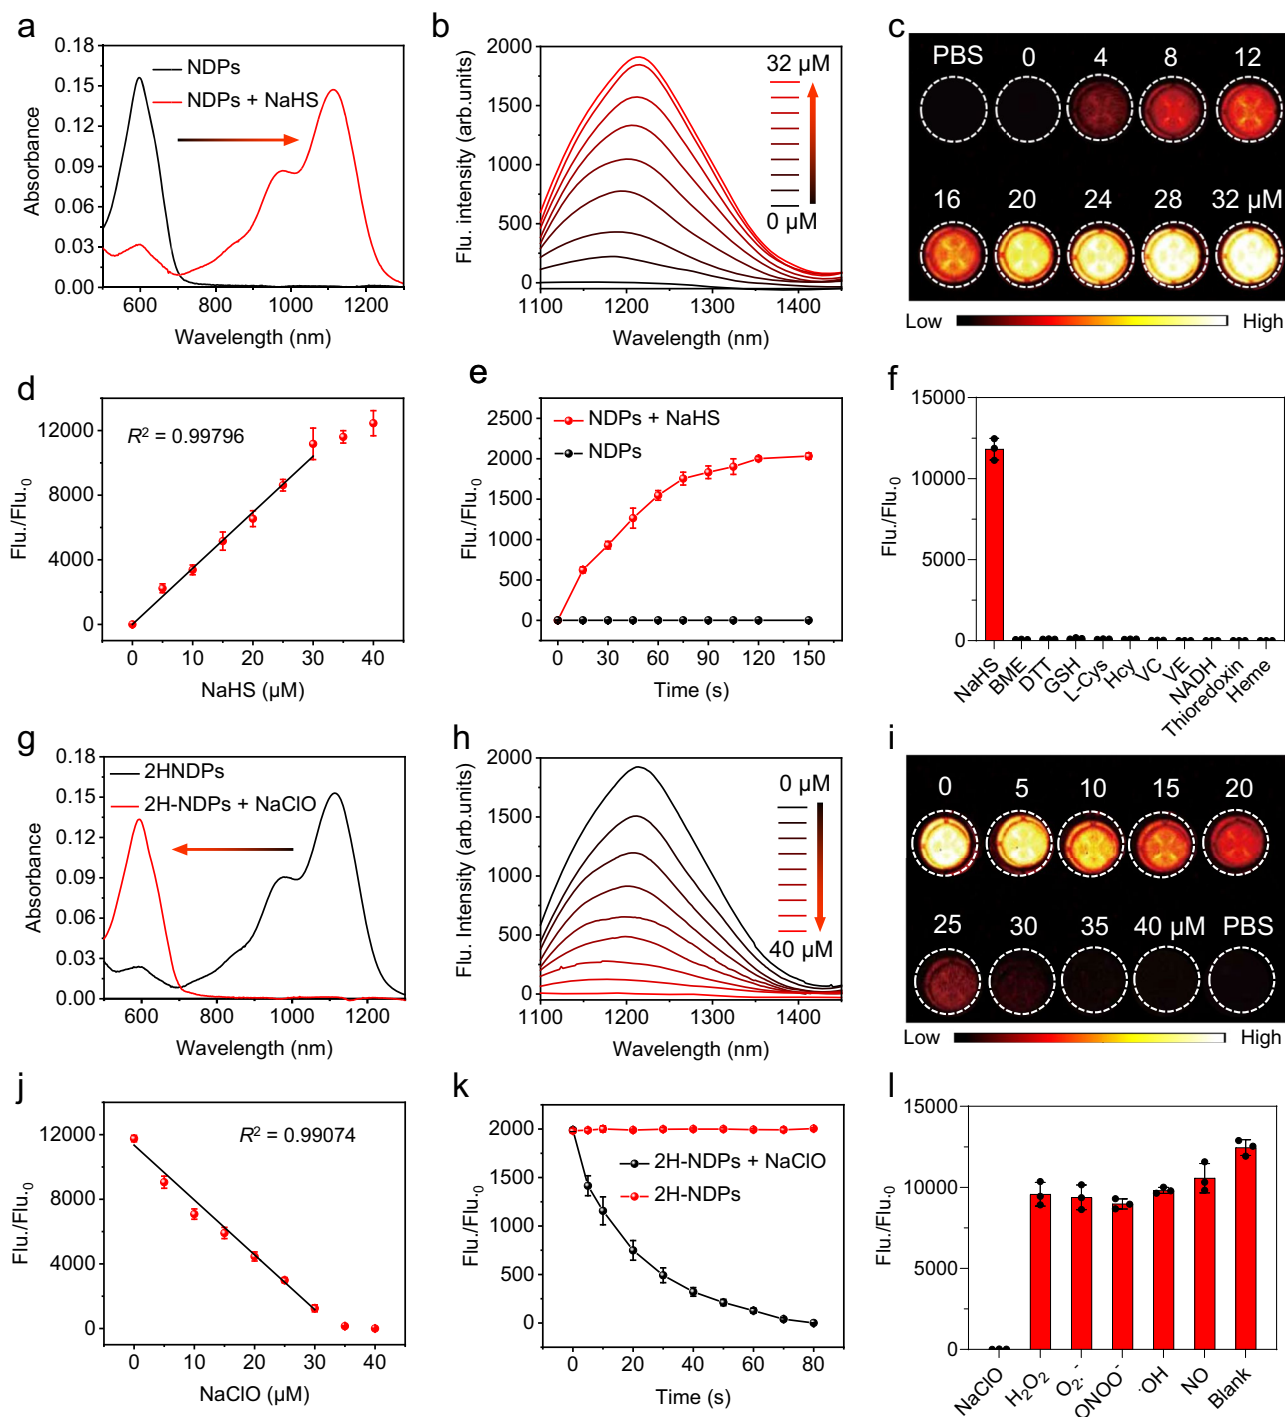 a
0.18
0.15
0.12
0.09
0.06
0.03
0.00
Absorbance
NDPs
NDPs + NaHS
600 800 1000 1200
Wavelength (nm)
b
2000
1500
1000
500
0
Flu. intensity (arb.units)
32 µM
0 µM
1100 1200 1300 1400
Wavelength (nm)
c
PBS 0 4 8 12
16 20 24 28 32 µM
Low High
d
12000
8000
4000
0
Flu./Flu.0
R² = 0.99796
0 10 20 30 40
NaHS (µM)
e
2500
2000
1500
1000
500
0
Flu./Flu.0
NDPs + NaHS
NDPs
0 30 60 90 120 150
Time (s)
f
15000
10000
5000
0
Flu./Flu.0
NaHS BME DTT GSH L-Cys Hcy VC VE NADH Thioredoxin Heme
g
0.18
0.15
0.12
0.09
0.06
0.03
0.00
Absorbance
2HNDPs
2H-NDPs + NaClO
600 800 1000 1200
Wavelength (nm)
h
2000
1500
1000
500
0
Flu. Intensity (arb.units)
0 µM
40 µM
1100 1200 1300 1400
Wavelength (nm)
i
0 5 10 15 20
25 30 35 40 µM PBS
Low High
j
12000
8000
4000
0
Flu./Flu.0
R² = 0.99074
0 10 20 30 40
NaClO (µM)
k
2000
1500
1000
500
0
Flu./Flu.0
2H-NDPs + NaClO
2H-NDPs
0 20 40 60 80
Time (s)
l
15000
10000
5000
0
Flu./Flu.0
NaClO H₂O₂ O₂·⁻ ONOO⁻ ·OH NO Blank